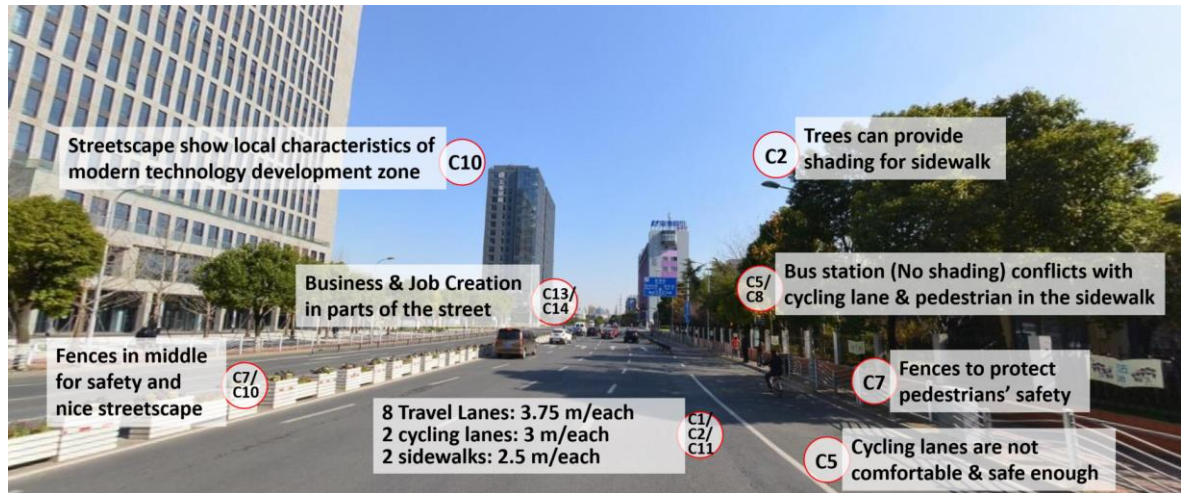 Streetscape show local characteristics of
modern technology development zone
C10
C2
Trees can provide
shading for sidewalk
Business & Job Creation
in parts of the street
C13/
C14
C5/
C8
Bus station (No shading) conflicts with
cycling lane & pedestrian in the sidewalk
Fences in middle
for safety and
nice streetscape
C7/
C10
C7
Fences to protect
pedestrians' safety
8 Travel Lanes: 3.75 m/each
2 cycling lanes: 3 m/each
2 sidewalks: 2.5 m/each
C1/
C2/
C11
C5
Cycling lanes are not
comfortable & safe enough